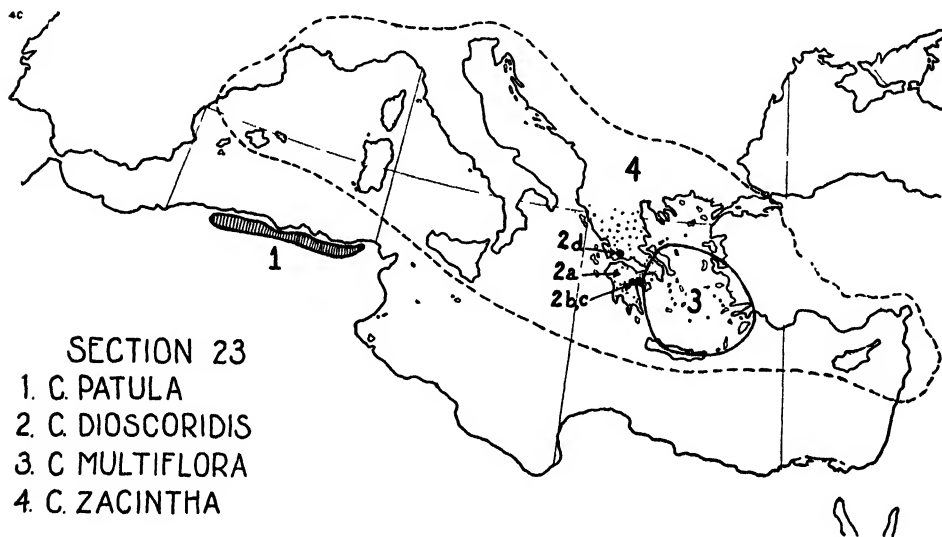 4C
4
2d
2a
2bc
3
1
SECTION 23
1. C. PATULA
2. C. DIOSCORIDIS
3. C MULTIFLORA
4. C. ZACINTHA